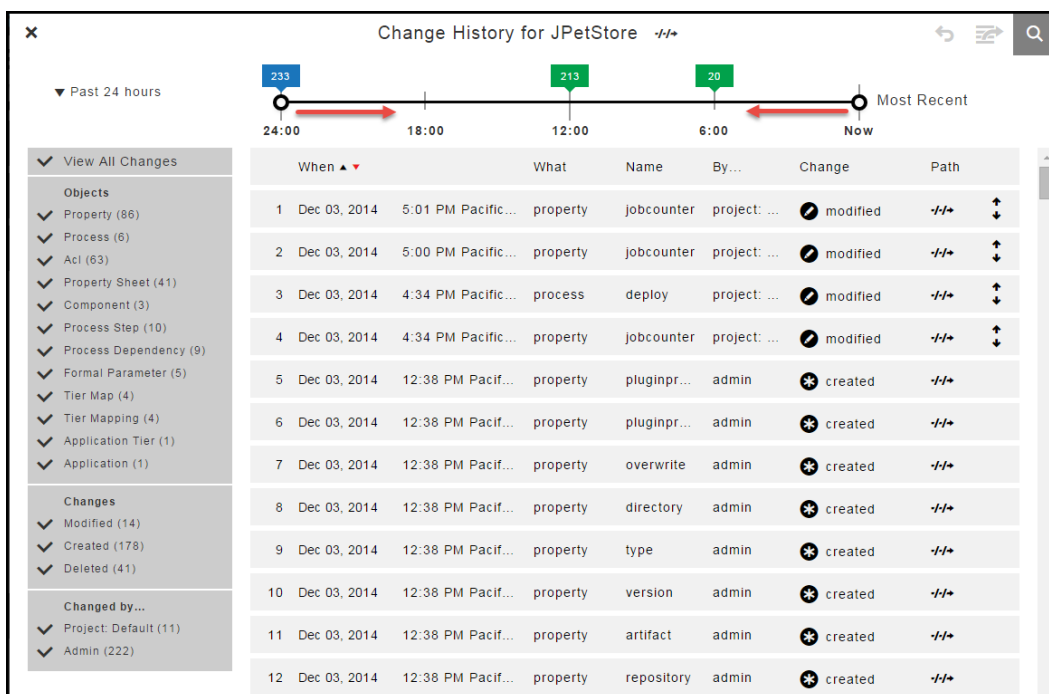 Change History for JPetStore
Past 24 hours
233
213
20
Most Recent
24:00 18:00 12:00 6:00 Now
View All Changes
Objects
Property (86)
Process (6)
Acl (63)
Property Sheet (41)
Component (3)
Process Step (10)
Process Dependency (9)
Formal Parameter (5)
Tier Map (4)
Tier Mapping (4)
Application Tier (1)
Application (1)
Changes
Modified (14)
Created (178)
Deleted (41)
Changed by...
Project: Default (11)
Admin (222)
When What Name By... Change Path
1 Dec 03, 2014 5:01 PM Pacific... property jobcounter project: ... modified
2 Dec 03, 2014 5:00 PM Pacific... property jobcounter project: ... modified
3 Dec 03, 2014 4:34 PM Pacific... process deploy project: ... modified
4 Dec 03, 2014 4:34 PM Pacific... property jobcounter project: ... modified
5 Dec 03, 2014 12:38 PM Pacif... property pluginpr... admin created
6 Dec 03, 2014 12:38 PM Pacif... property pluginpr... admin created
7 Dec 03, 2014 12:38 PM Pacif... property overwrite admin created
8 Dec 03, 2014 12:38 PM Pacif... property directory admin created
9 Dec 03, 2014 12:38 PM Pacif... property type admin created
10 Dec 03, 2014 12:38 PM Pacif... property version admin created
11 Dec 03, 2014 12:38 PM Pacif... property artifact admin created
12 Dec 03, 2014 12:38 PM Pacif... property repository admin created